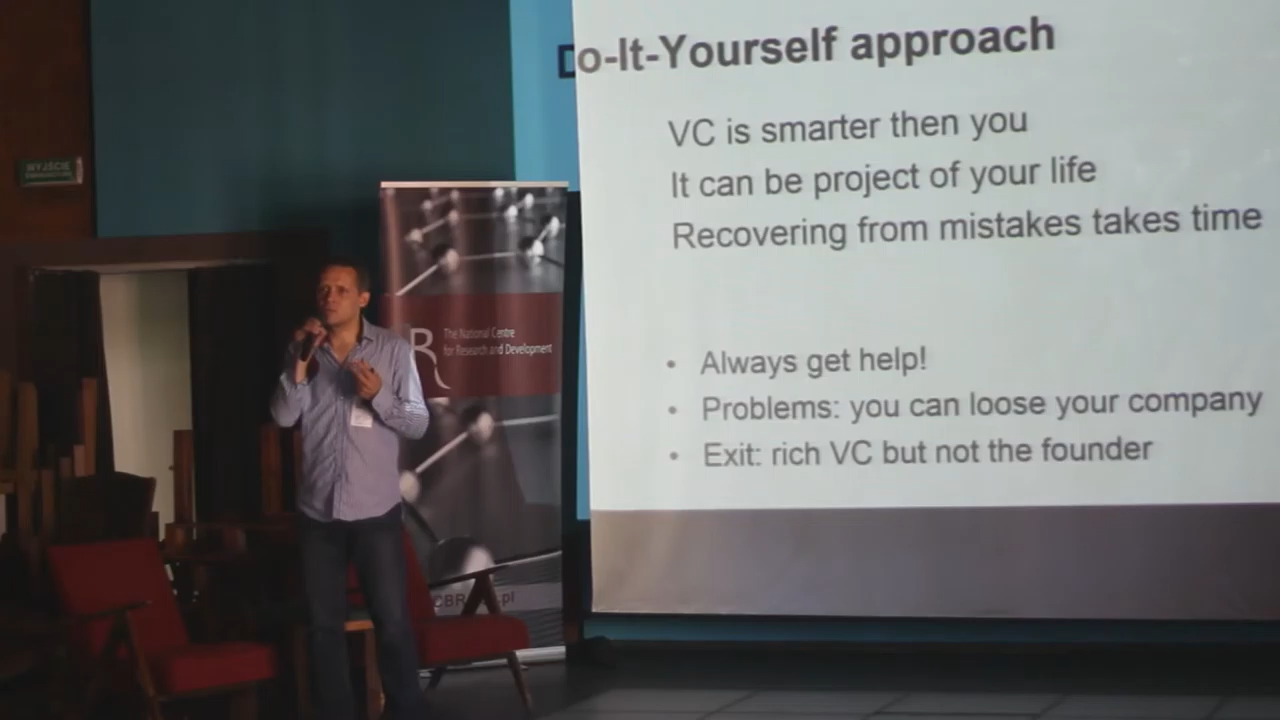 Do-It-Yourself approach
VC is smarter then you
It can be project of your life
Recovering from mistakes takes time
• Always get help!
• Problems: you can loose your company
• Exit: rich VC but not the founder
WYJŚCIE
R
The National Centre
for Research and Development